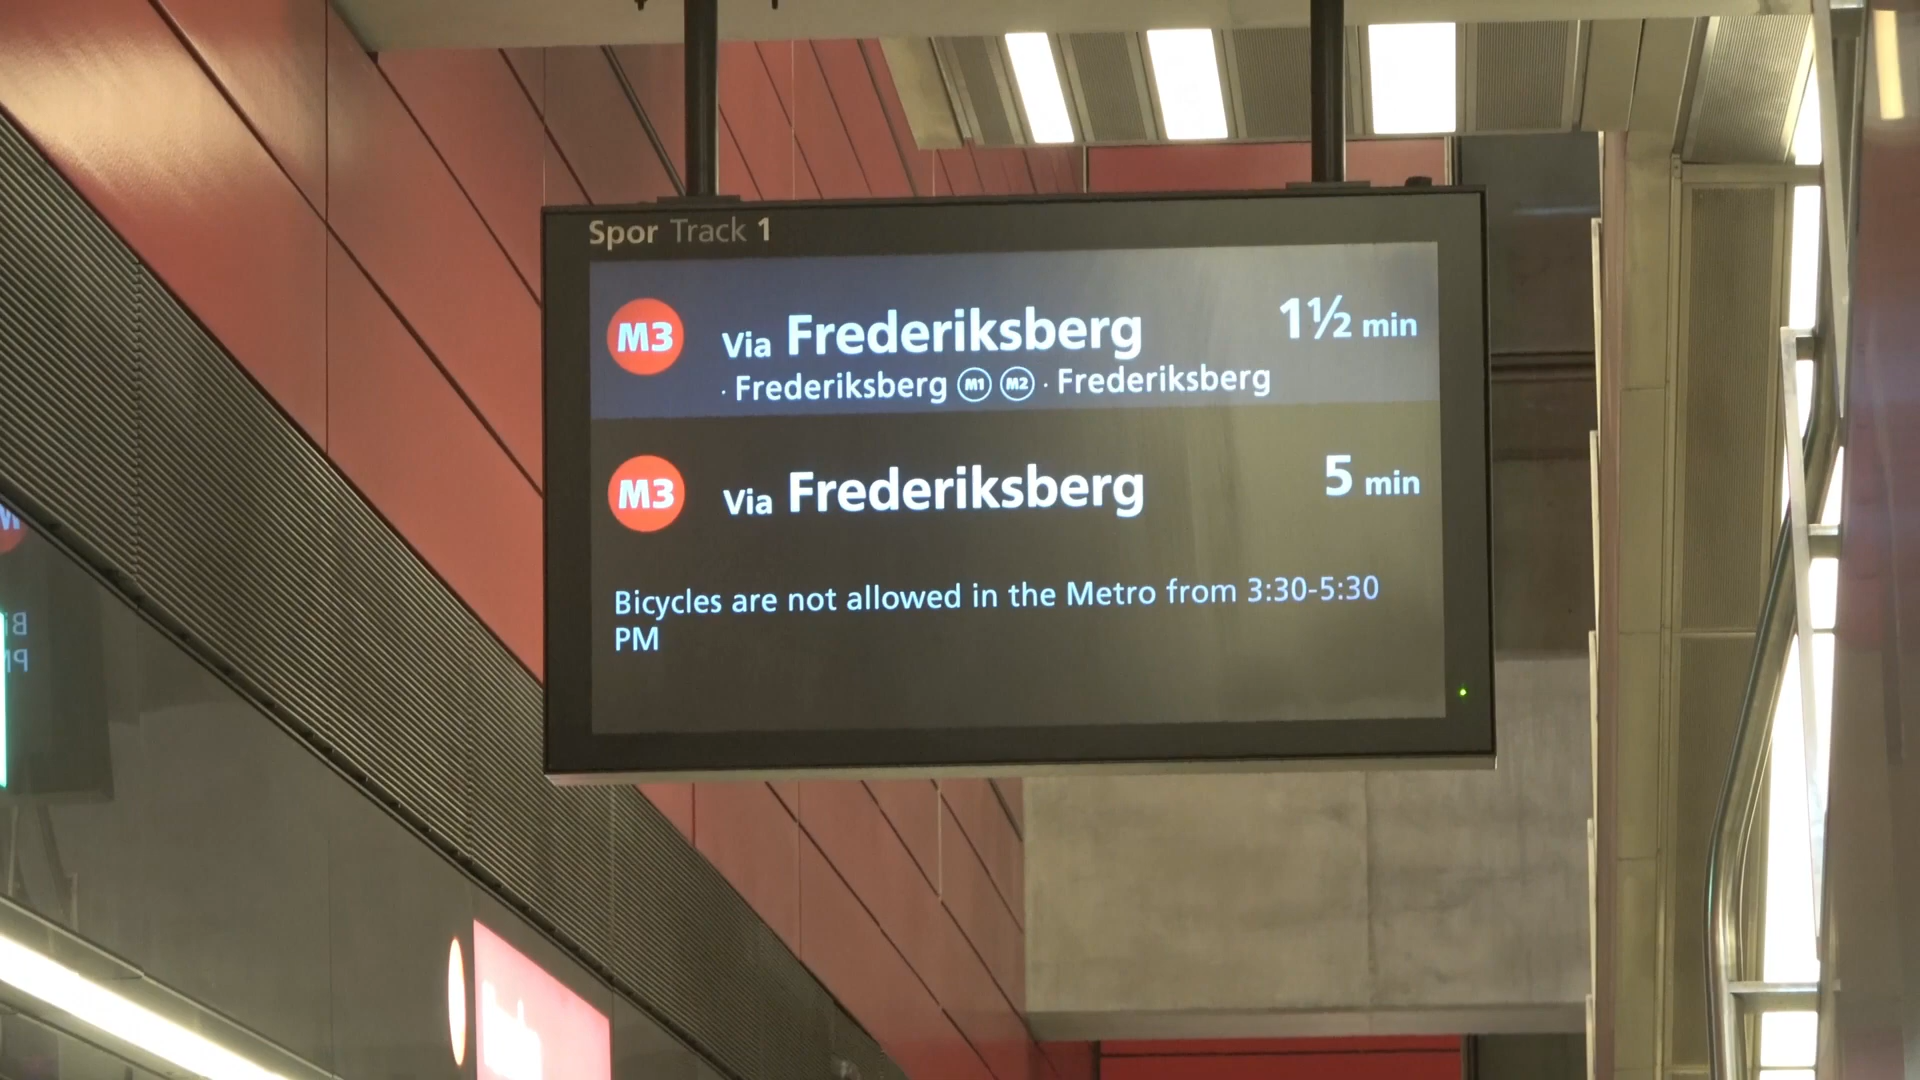 Spor Track 1
M3 Via Frederiksberg 1½ min
· Frederiksberg M1 M2 · Frederiksberg
M3 Via Frederiksberg 5 min
Bicycles are not allowed in the Metro from 3:30-5:30
PM